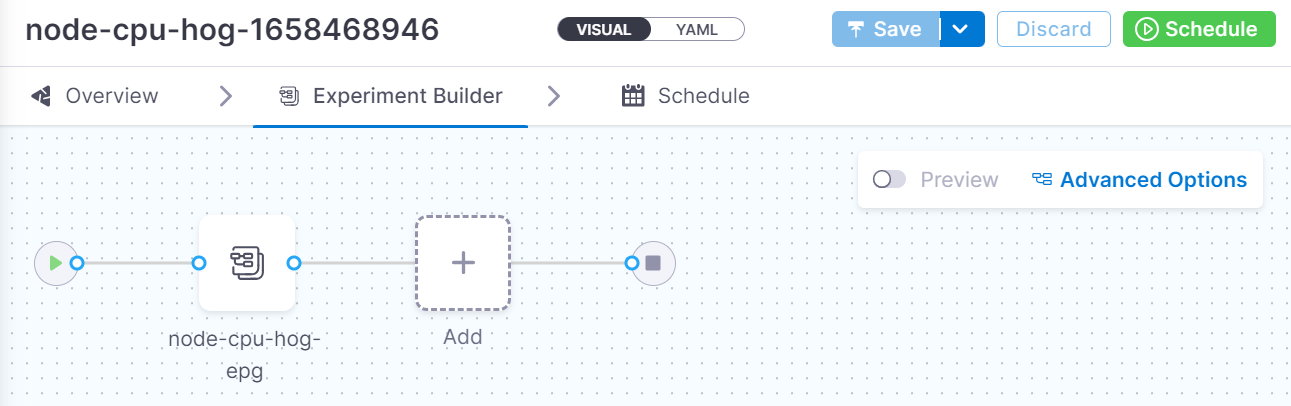 node-cpu-hog-1658468946
VISUAL YAML
Save Discard Schedule
Overview Experiment Builder Schedule
Preview Advanced Options
node-cpu-hog-
epg
Add